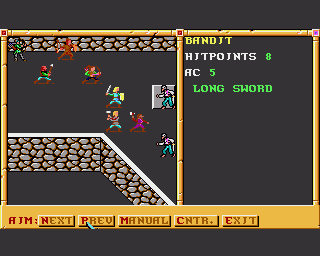 BANDIT
HITPOINTS 8
AC 5
LONG SWORD
AIM: NEXT PREV MANUAL CNTR. EXIT